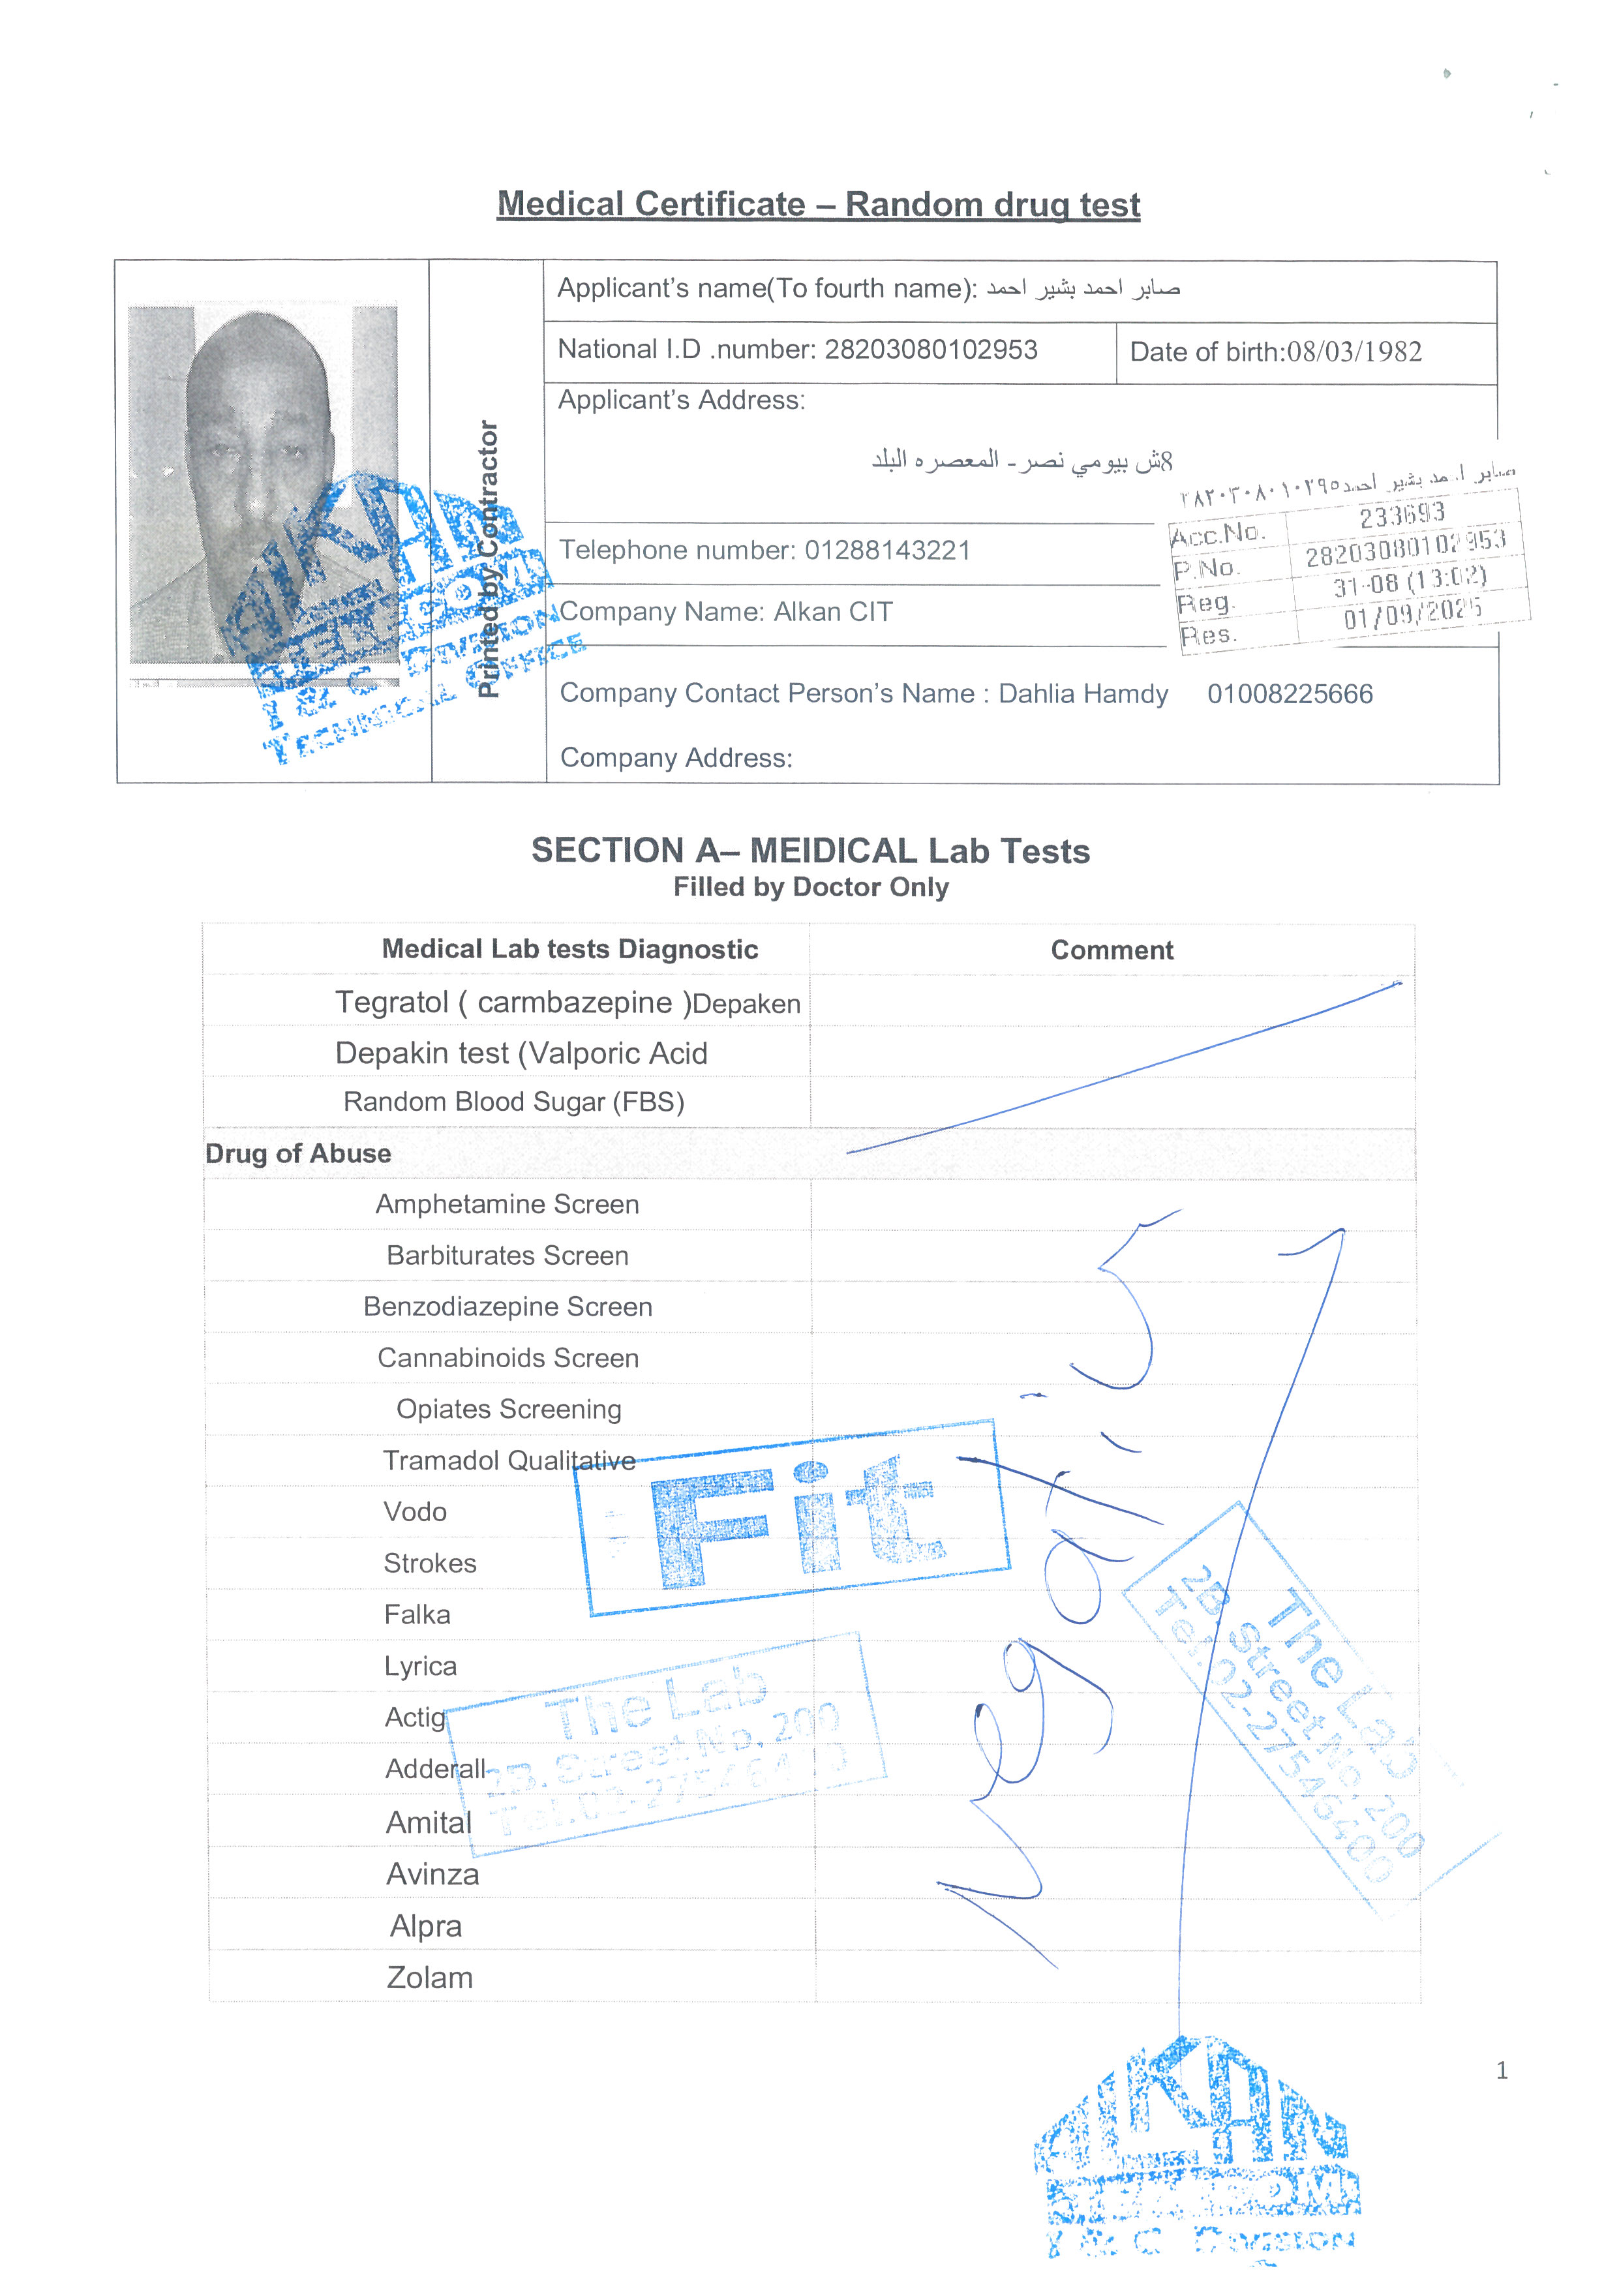 Medical Certificate – Random drug test
Applicant's name(To fourth name): صابر احمد بشير احمد
National I.D .number: 28203080102953
Date of birth:08/03/1982
Applicant's Address:
8ش بيومي نصر- المعصره البلد
Telephone number: 01288143221
Company Name: Alkan CIT
Company Contact Person's Name : Dahlia Hamdy 01008225666
Company Address:
Printed by Contractor
صابر احمد بشير احمد ٢٨٢٠٣٠٨٠١٠٢٩٥
Acc.No. 233693
P.No. 28203080102953
Reg. 31-08 (13:02)
Res. 01/09/2025
ALKAN
TELECOM
T & C DIVISION
TECHNICAL OFFICE
SECTION A– MEIDICAL Lab Tests
Filled by Doctor Only
Medical Lab tests Diagnostic Comment
Tegratol ( carmbazepine )Depaken
Depakin test (Valporic Acid
Random Blood Sugar (FBS)
Drug of Abuse
Amphetamine Screen
Barbiturates Screen
Benzodiazepine Screen
Cannabinoids Screen
Opiates Screening
Tramadol Qualitative
Vodo
Strokes
Falka
Lyrica
Actig
Adderall
Amital
Avinza
Alpra
Zolam
Fit
The Lab
2B, Street No, 200
Tel.02-27546400
The Lab
2B, Street No, 200
Tel.02-27546400
1
ALKAN
TELECOM
T & C DIVISION